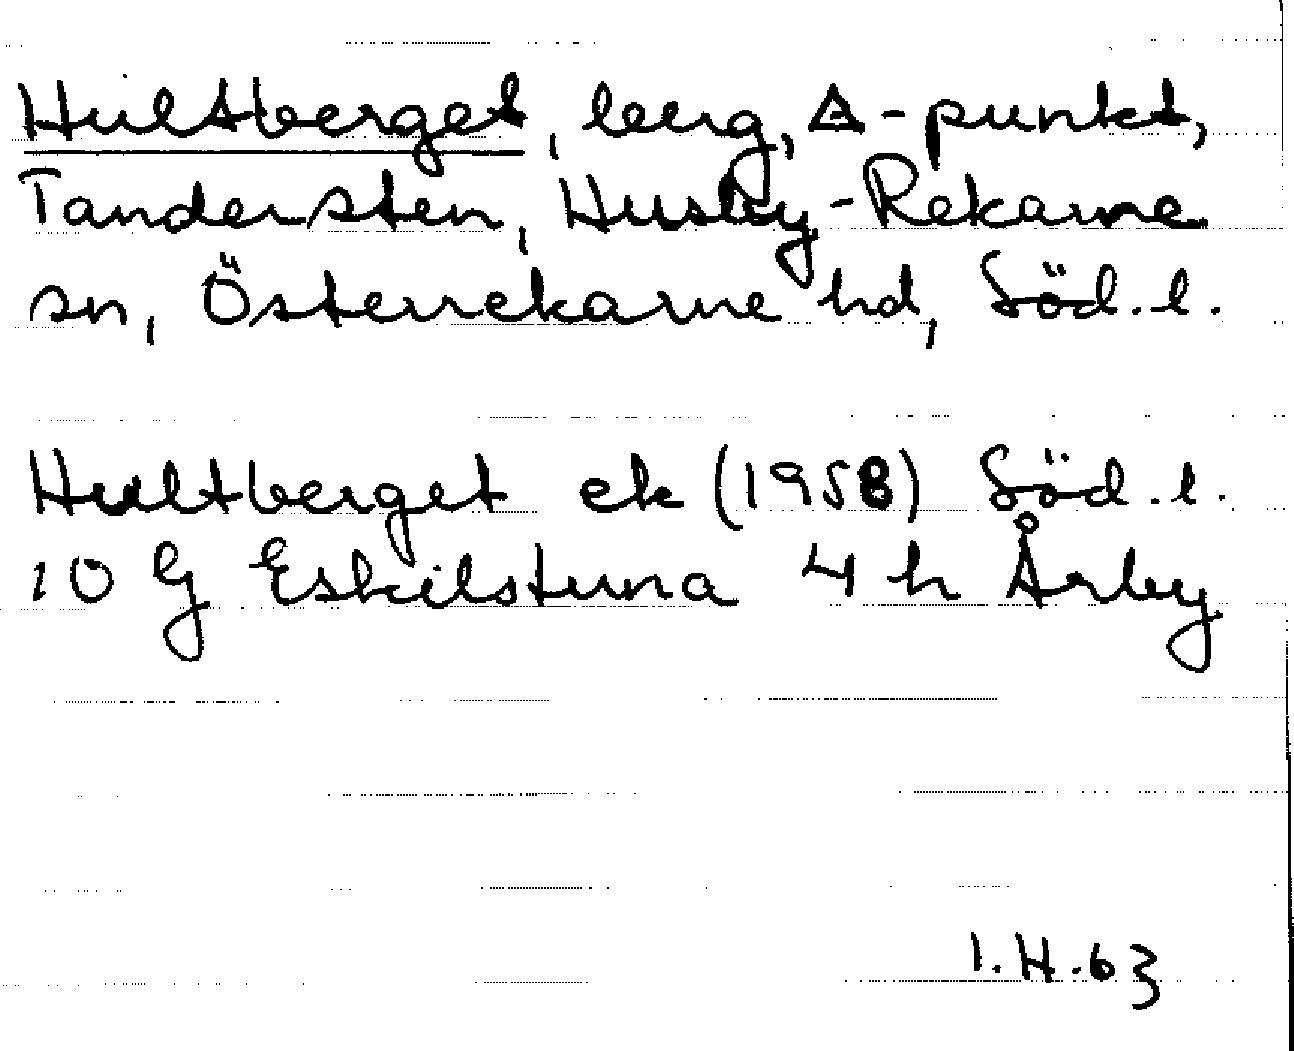 Hultberget, berg, △-punkt,
Tandersten, Husby-Rekarne
sn, Österrekarne hd, Söd.l.
Hultberget ek (1958) Söd.l.
10 G Eskilstuna 4 h Årby
I.H.63